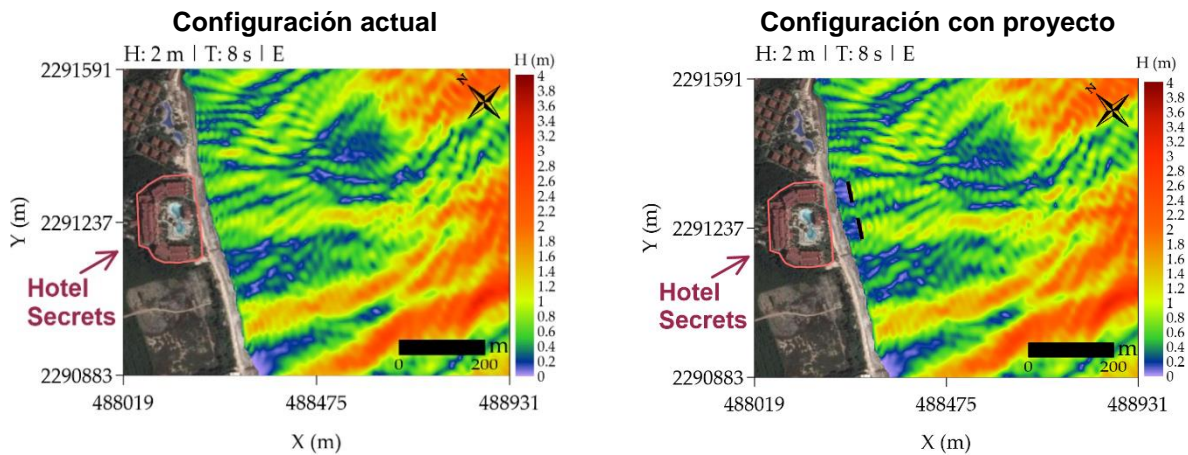 Configuración actual
H: 2 m | T: 8 s | E
H (m)
2291591
2291237
2290883
Y (m)
N
4
3.8
3.6
3.4
3.2
3
2.8
2.6
2.4
2.2
2
1.8
1.6
1.4
1.2
1
0.8
0.6
0.4
0.2
0
Hotel
Secrets
m
0 200
488019 488475 488931
X (m)
Configuración con proyecto
H: 2 m | T: 8 s | E
H (m)
2291591
2291237
2290883
Y (m)
N
4
3.8
3.6
3.4
3.2
3
2.8
2.6
2.4
2.2
2
1.8
1.6
1.4
1.2
1
0.8
0.6
0.4
0.2
0
Hotel
Secrets
m
0 200
488019 488475 488931
X (m)